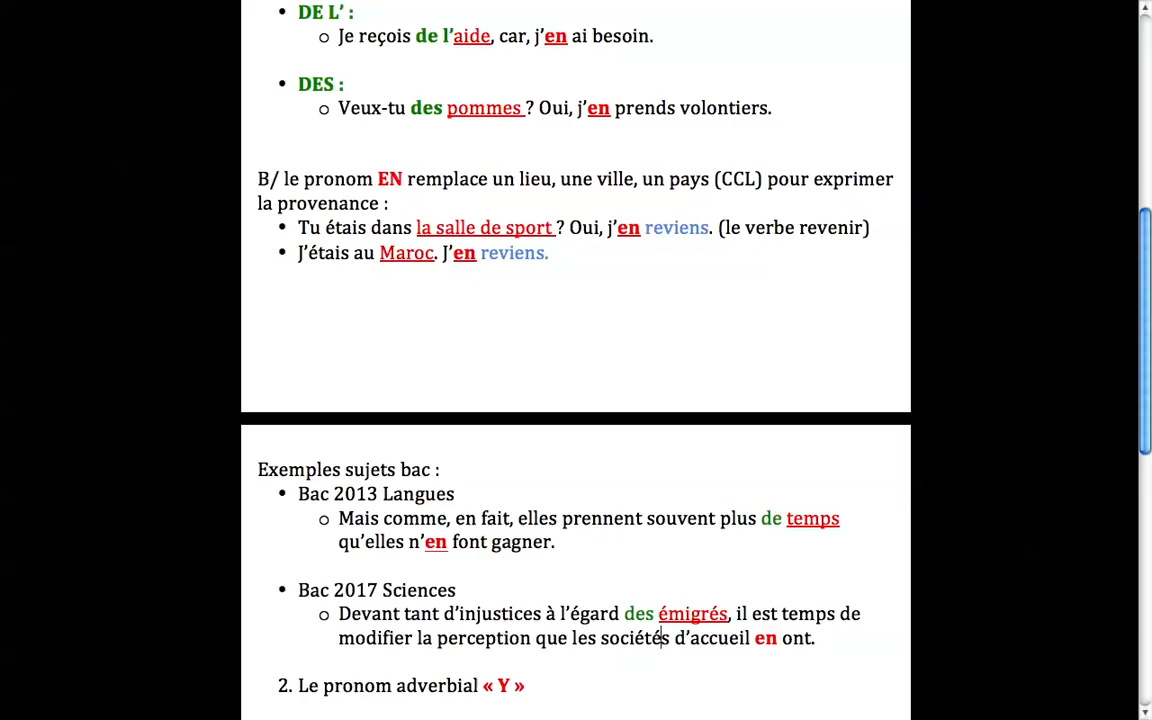 • DE L’ :
o Je reçois de l’aide, car, j’en ai besoin.
• DES :
o Veux-tu des pommes ? Oui, j’en prends volontiers.
B/ le pronom EN remplace un lieu, une ville, un pays (CCL) pour exprimer
la provenance :
• Tu étais dans la salle de sport ? Oui, j’en reviens. (le verbe revenir)
• J’étais au Maroc. J’en reviens.
Exemples sujets bac :
• Bac 2013 Langues
o Mais comme, en fait, elles prennent souvent plus de temps
qu’elles n’en font gagner.
• Bac 2017 Sciences
o Devant tant d’injustices à l’égard des émigrés, il est temps de
modifier la perception que les sociétés d’accueil en ont.
2. Le pronom adverbial « Y »